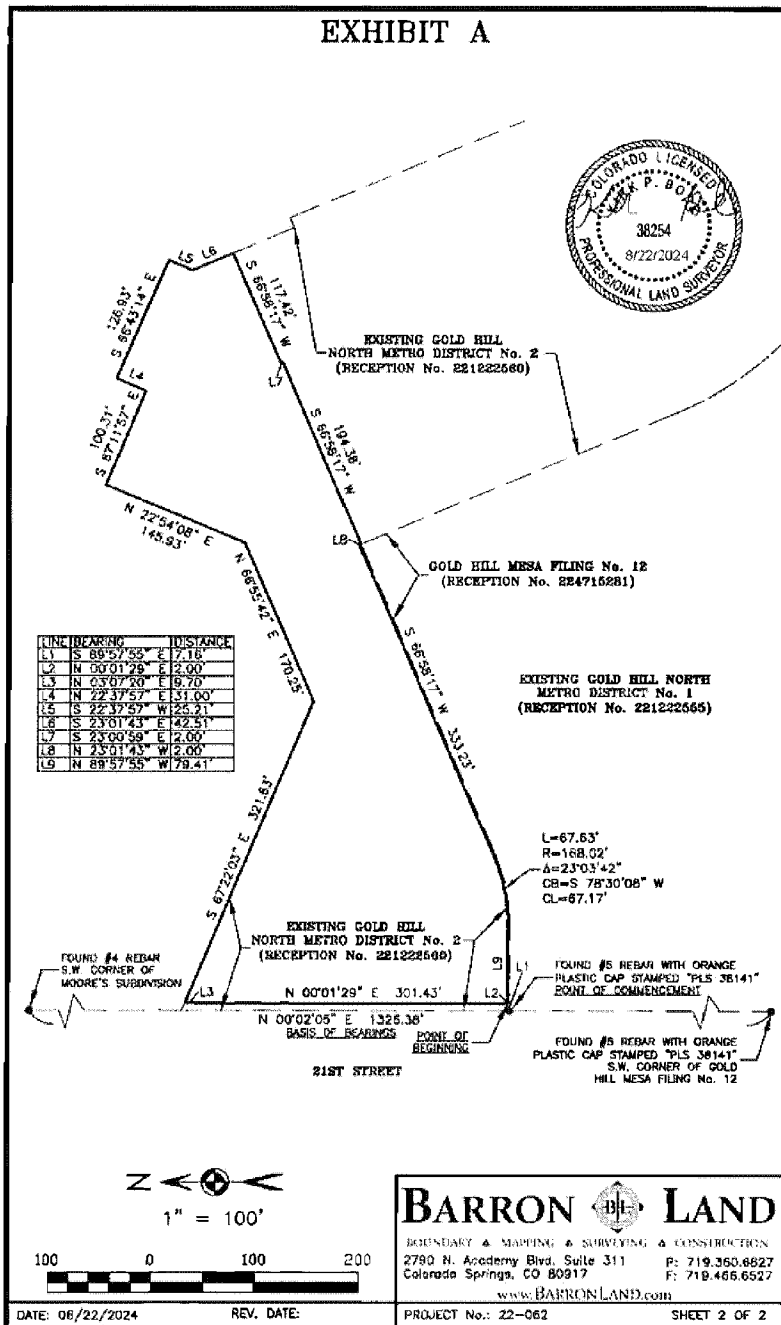 EXHIBIT A
COLORADO LICENSED
38254
8/22/2024
PROFESSIONAL LAND SURVEYOR
L5 L6
S 66°58'17" W
117.42'
126.93'
S 66°43'14" E
EXISTING GOLD HILL
NORTH METRO DISTRICT No. 2
(RECEPTION No. 221222560)
L4
L7
100.31'
S 87°11'57" E
194.38'
S 66°58'17" W
N 22°54'08" E
145.93'
L8
GOLD HILL MESA FILING No. 12
(RECEPTION No. 224715281)
N 66°55'42" E 170.25'
S 66°58'17" W 333.23'
LINE BEARING DISTANCE
L1 S 89°57'55" E 7.16'
L2 N 00°01'29" E 2.00'
L3 N 03°07'20" E 9.70'
L4 N 22°37'57" E 31.00'
L5 S 22°37'57" W 25.21'
L6 S 23°01'43" E 42.51'
L7 S 23°00'59" E 2.00'
L8 N 23°01'43" W 2.00'
L9 N 89°57'55" W 79.41'
EXISTING GOLD HILL NORTH
METRO DISTRICT No. 1
(RECEPTION No. 221222565)
S 67°22'03" E 321.63'
L=67.63'
R=168.02'
Δ=23°03'42"
CB=S 78°30'08" W
CL=67.17'
EXISTING GOLD HILL
NORTH METRO DISTRICT No. 2
(RECEPTION No. 221222560)
FOUND #4 REBAR
S.W. CORNER OF
MOORE'S SUBDIVISION
L9
L1
FOUND #5 REBAR WITH ORANGE
PLASTIC CAP STAMPED "PLS 38141"
POINT OF COMMENCEMENT
L3
N 00°01'29" E 301.43'
L2
N 00°02'05" E 1326.38'
BASIS OF BEARINGS
POINT OF
BEGINNING
FOUND #5 REBAR WITH ORANGE
PLASTIC CAP STAMPED "PLS 38141"
S.W. CORNER OF GOLD
HILL MESA FILING No. 12
21ST STREET
N
1" = 100'
100 0 100 200
BARRON BL LAND
BOUNDARY △ MAPPING △ SURVEYING △ CONSTRUCTION
2790 N. Academy Blvd. Suite 311 P: 719.360.6827
Colorado Springs, CO 80917 F: 719.466.6527
www.BARRONLAND.com
DATE: 08/22/2024 REV. DATE:
PROJECT No.: 22-062 SHEET 2 OF 2